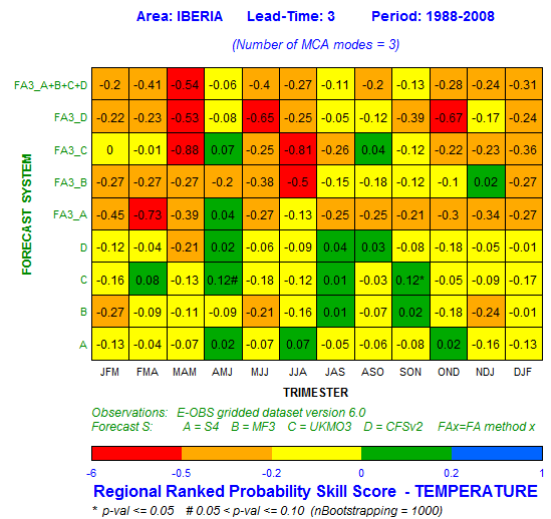 Area: IBERIA Lead-Time: 3 Period: 1988-2008
(Number of MCA modes = 3)
FORECAST SYSTEM
FA3_A+B+C+D -0.2 -0.41 -0.54 -0.06 -0.4 -0.27 -0.11 -0.2 -0.13 -0.28 -0.24 -0.31
FA3_D -0.22 -0.23 -0.53 -0.08 -0.65 -0.25 -0.05 -0.12 -0.39 -0.67 -0.17 -0.24
FA3_C 0 -0.01 -0.88 0.07 -0.25 -0.81 -0.26 0.04 -0.12 -0.22 -0.23 -0.36
FA3_B -0.27 -0.27 -0.27 -0.2 -0.38 -0.5 -0.15 -0.18 -0.12 -0.1 0.02 -0.27
FA3_A -0.45 -0.73 -0.39 0.04 -0.27 -0.13 -0.25 -0.25 -0.21 -0.3 -0.34 -0.27
D -0.12 -0.04 -0.21 0.02 -0.06 -0.09 0.04 0.03 -0.08 -0.18 -0.05 -0.01
C -0.16 0.08 -0.13 0.12# -0.18 -0.12 0.01 -0.03 0.12* -0.05 -0.09 -0.17
B -0.27 -0.09 -0.11 -0.09 -0.21 -0.16 0.01 -0.07 0.02 -0.18 -0.24 -0.01
A -0.13 -0.04 -0.07 0.02 -0.07 0.07 -0.05 -0.06 -0.08 0.02 -0.16 -0.13
JFM FMA MAM AMJ MJJ JJA JAS ASO SON OND NDJ DJF
TRIMESTER
Observations: E-OBS gridded dataset version 6.0
Forecast S: A = S4 B = MF3 C = UKMO3 D = CFSv2 FAx=FA method x
-6 -0.5 -0.2 0 0.2 1
Regional Ranked Probability Skill Score - TEMPERATURE
* p-val <= 0.05 # 0.05 < p-val <= 0.10 (nBootstrapping = 1000)